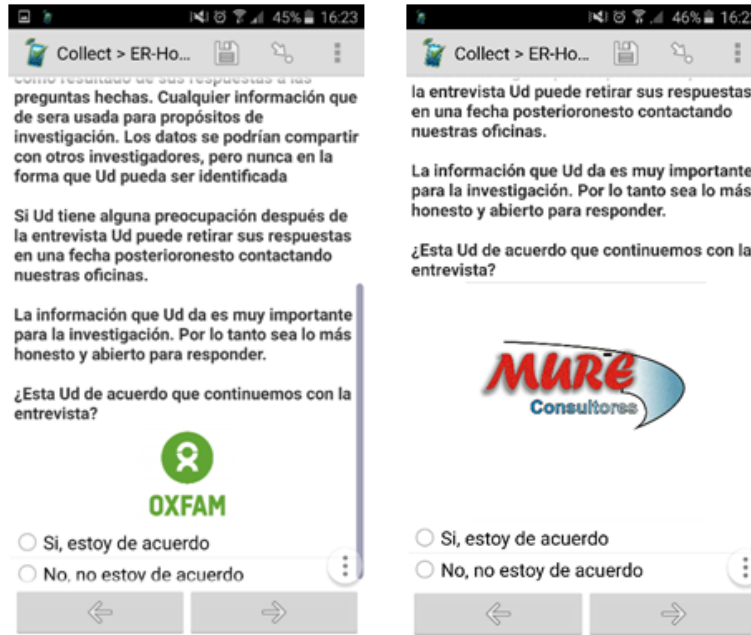 45% 16:23
Collect > ER-Ho...
como resultado de sus respuestas a las
preguntas hechas. Cualquier información que
de sera usada para propósitos de
investigación. Los datos se podrían compartir
con otros investigadores, pero nunca en la
forma que Ud pueda ser identificada
Si Ud tiene alguna preocupación después de
la entrevista Ud puede retirar sus respuestas
en una fecha posterioronesto contactando
nuestras oficinas.
La información que Ud da es muy importante
para la investigación. Por lo tanto sea lo más
honesto y abierto para responder.
¿Esta Ud de acuerdo que continuemos con la
entrevista?
OXFAM
Si, estoy de acuerdo
No, no estoy de acuerdo
46% 16:2
Collect > ER-Ho...
la entrevista Ud puede retirar sus respuestas
en una fecha posterioronesto contactando
nuestras oficinas.
La información que Ud da es muy importante
para la investigación. Por lo tanto sea lo más
honesto y abierto para responder.
¿Esta Ud de acuerdo que continuemos con la
entrevista?
MURE
Consultores
Si, estoy de acuerdo
No, no estoy de acuerdo